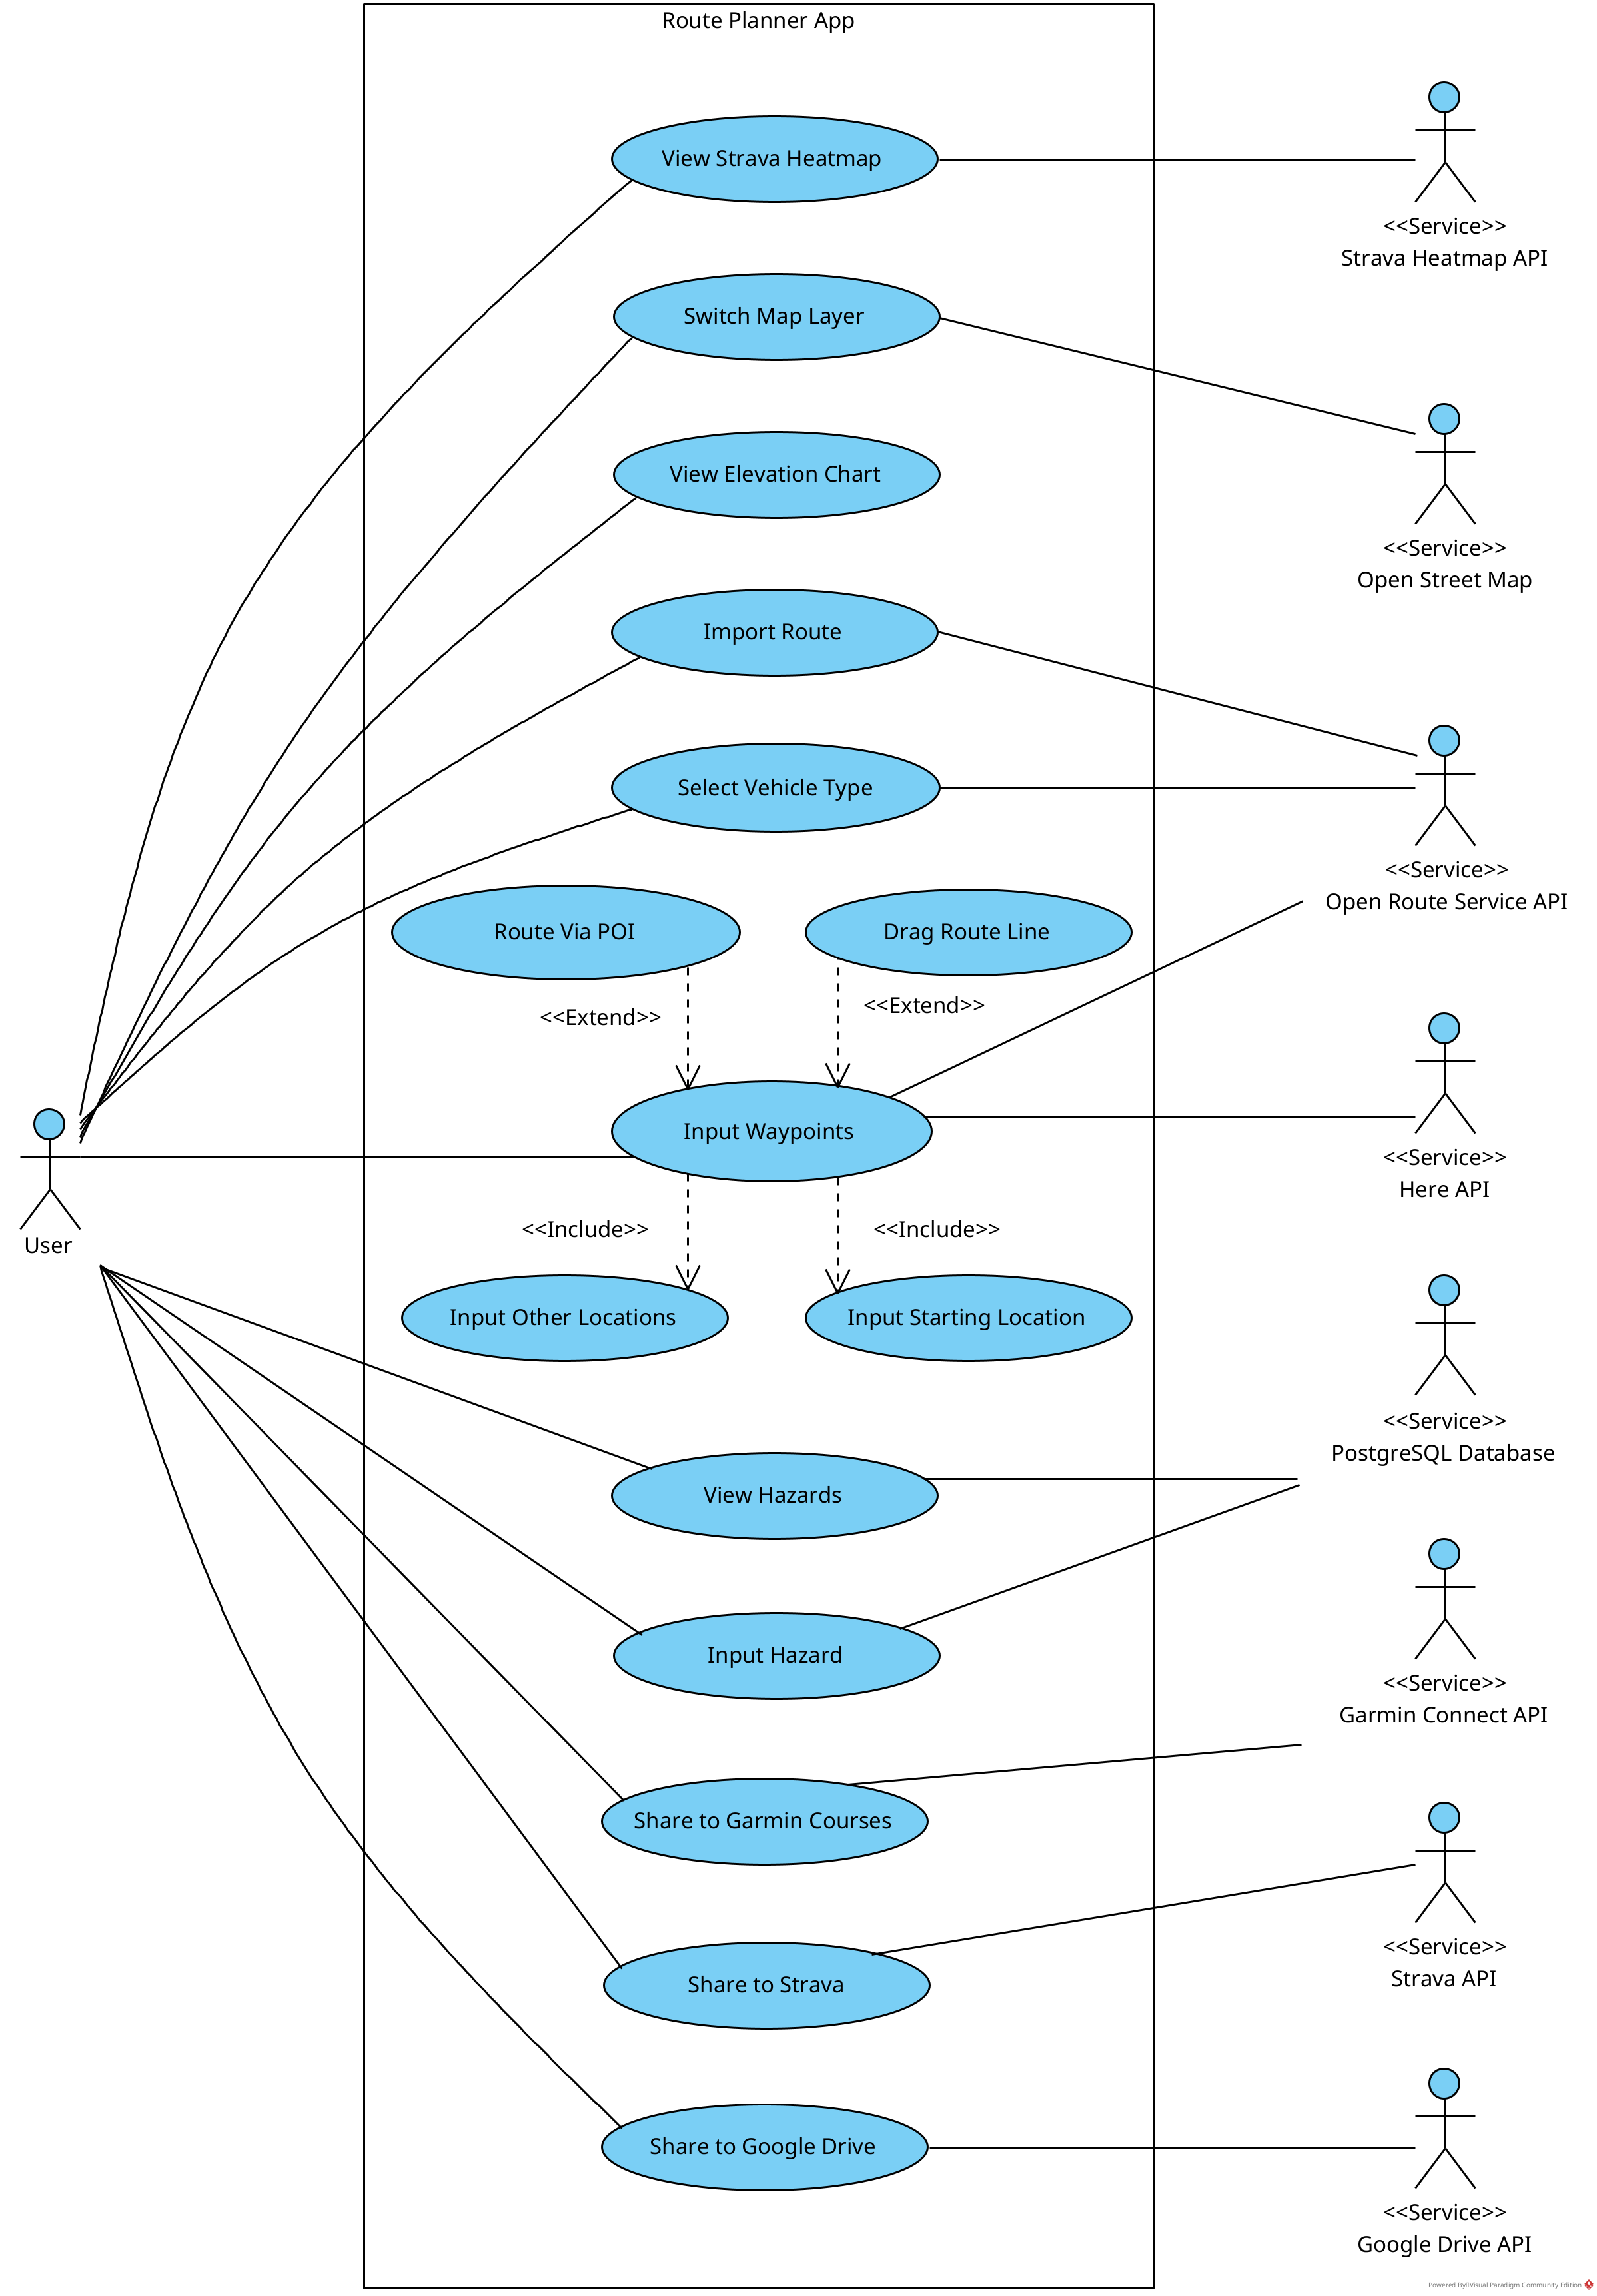 Route Planner App
View Strava Heatmap
<<Service>>
Strava Heatmap API
Switch Map Layer
View Elevation Chart
<<Service>>
Open Street Map
Import Route
Select Vehicle Type
<<Service>>
Open Route Service API
Route Via POI
Drag Route Line
<<Extend>>
<<Extend>>
Input Waypoints
<<Service>>
Here API
User
<<Include>>
<<Include>>
Input Other Locations
Input Starting Location
<<Service>>
PostgreSQL Database
View Hazards
Input Hazard
<<Service>>
Garmin Connect API
Share to Garmin Courses
<<Service>>
Strava API
Share to Strava
Share to Google Drive
<<Service>>
Google Drive API
Powered By Visual Paradigm Community Edition